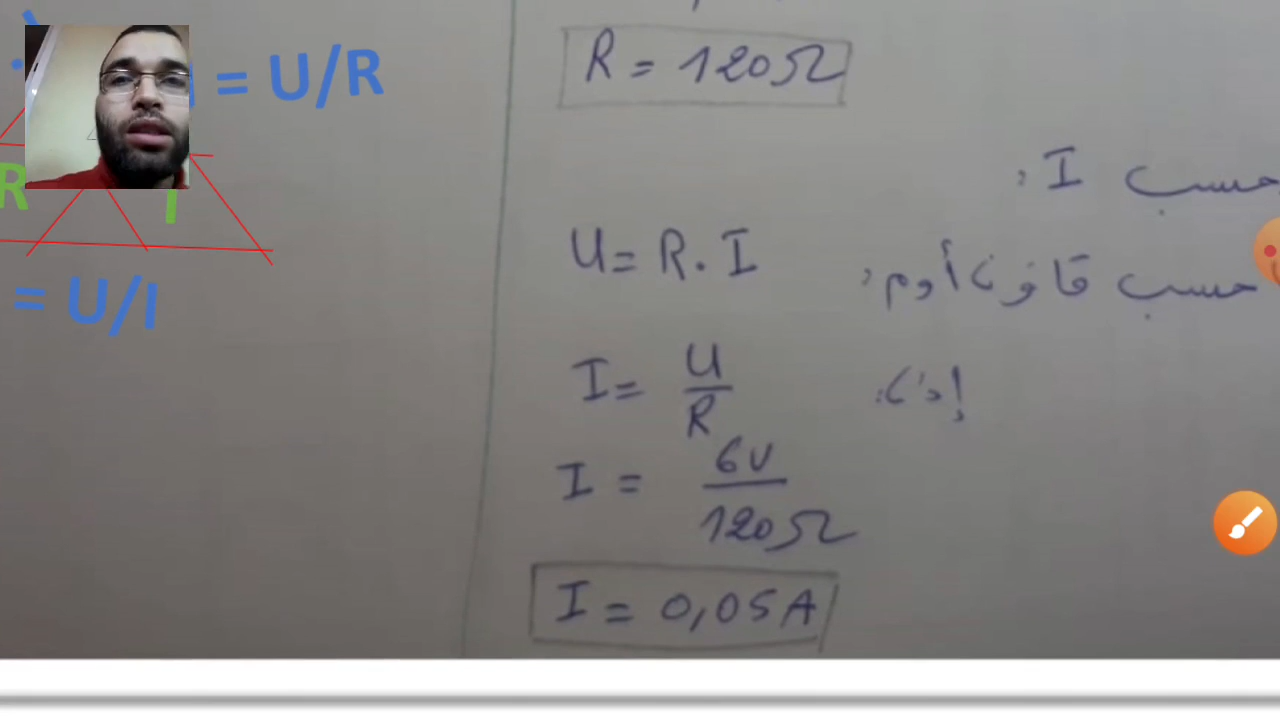 = U/R
R I
= U/I
R = 120Ω
حسب I :
U = R . I حسب قانون أوم :
I = U/R إذن :
I = 6V/120Ω
I = 0,05A